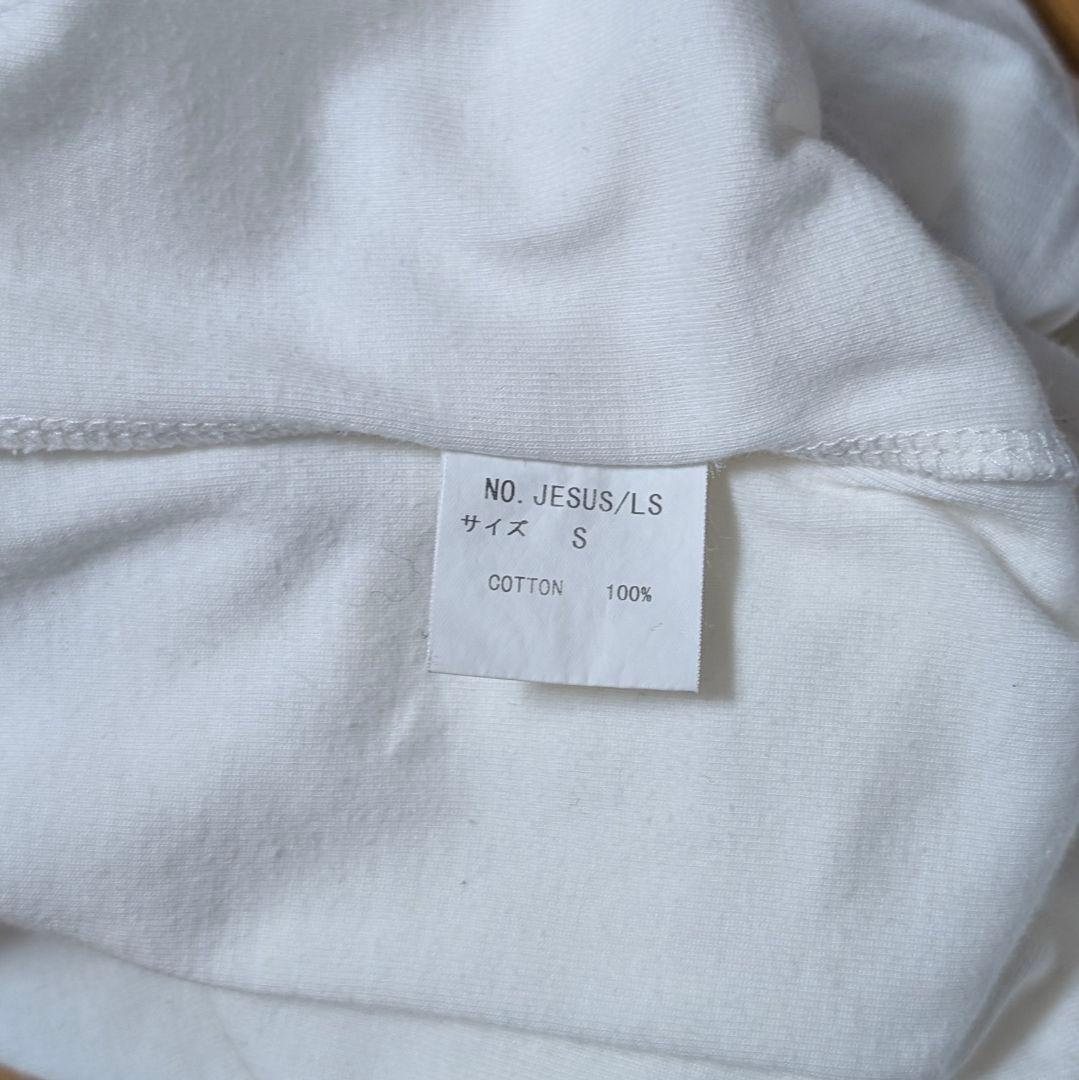 NO. JESUS/LS
サイズ S
COTTON 100%